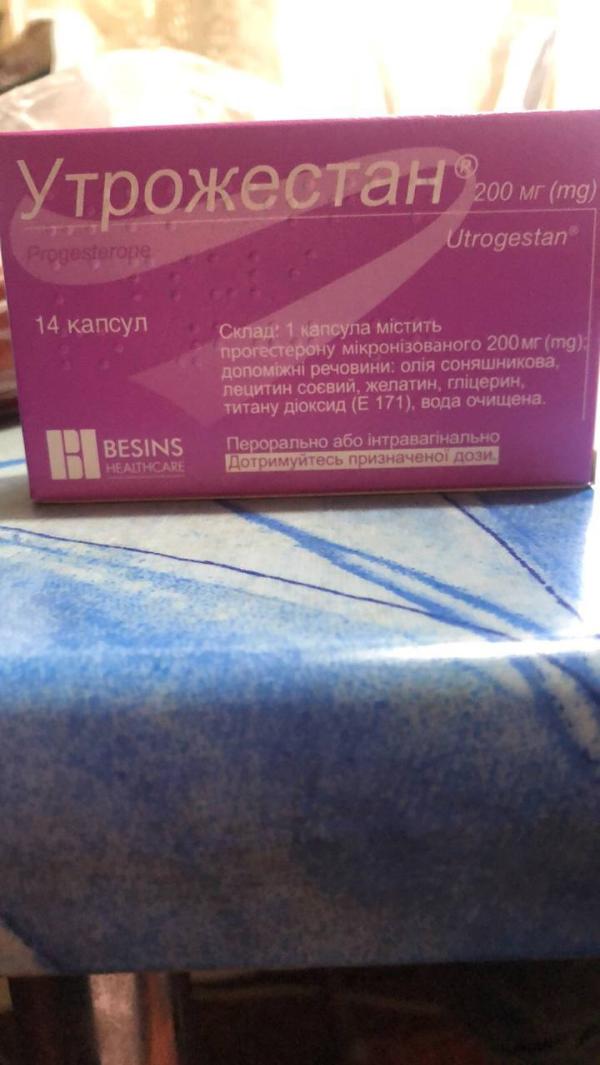 Утрожестан® 200 мг (mg)
Utrogestan®
Progesterone
14 капсул
Склад: 1 капсула містить
прогестерону мікронізованого 200 мг (mg);
допоміжні речовини: олія соняшникова,
лецитин соєвий, желатин, гліцерин,
титану діоксид (Е 171), вода очищена.
BESINS
HEALTHCARE
Перорально або інтравагінально
Дотримуйтесь призначеної дози.